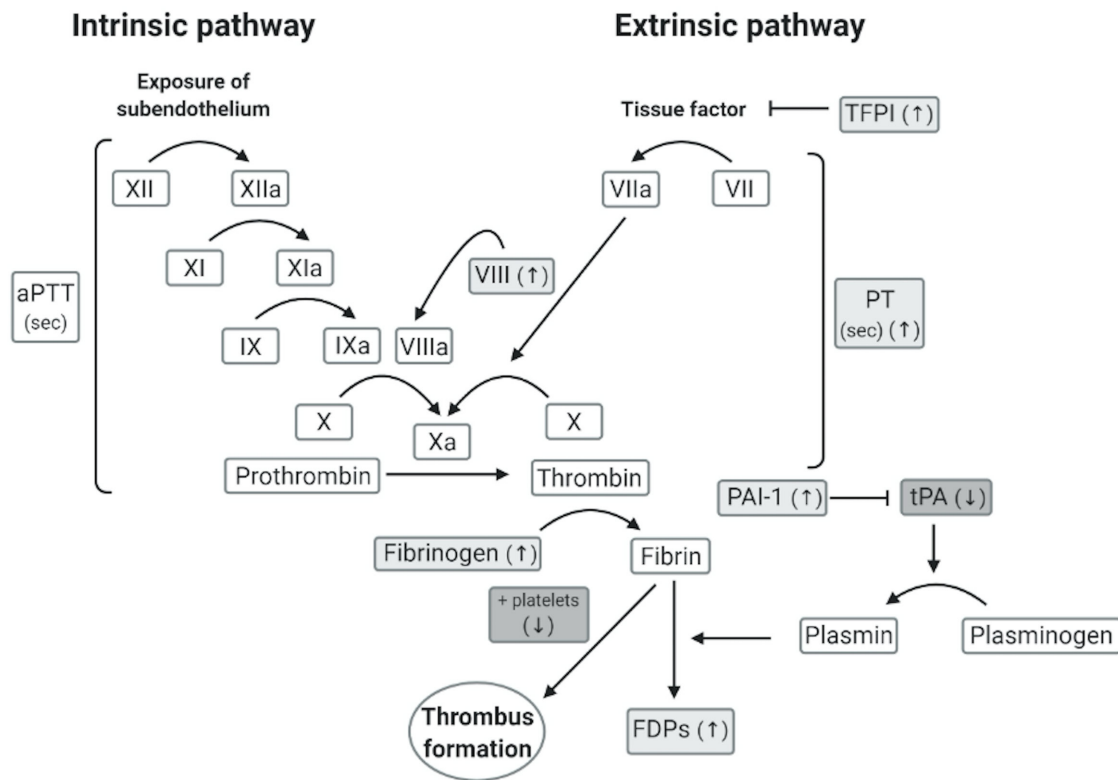 Intrinsic pathway
Extrinsic pathway
Exposure of
subendothelium
Tissue factor
TFPI (↑)
XII
XIIa
VIIa
VII
XI
XIa
VIII (↑)
aPTT
(sec)
PT
(sec) (↑)
IX
IXa
VIIIa
X
Xa
X
Prothrombin
Thrombin
PAI-1 (↑)
tPA (↓)
Fibrinogen (↑)
Fibrin
+ platelets
(↓)
Plasmin
Plasminogen
Thrombus
formation
FDPs (↑)